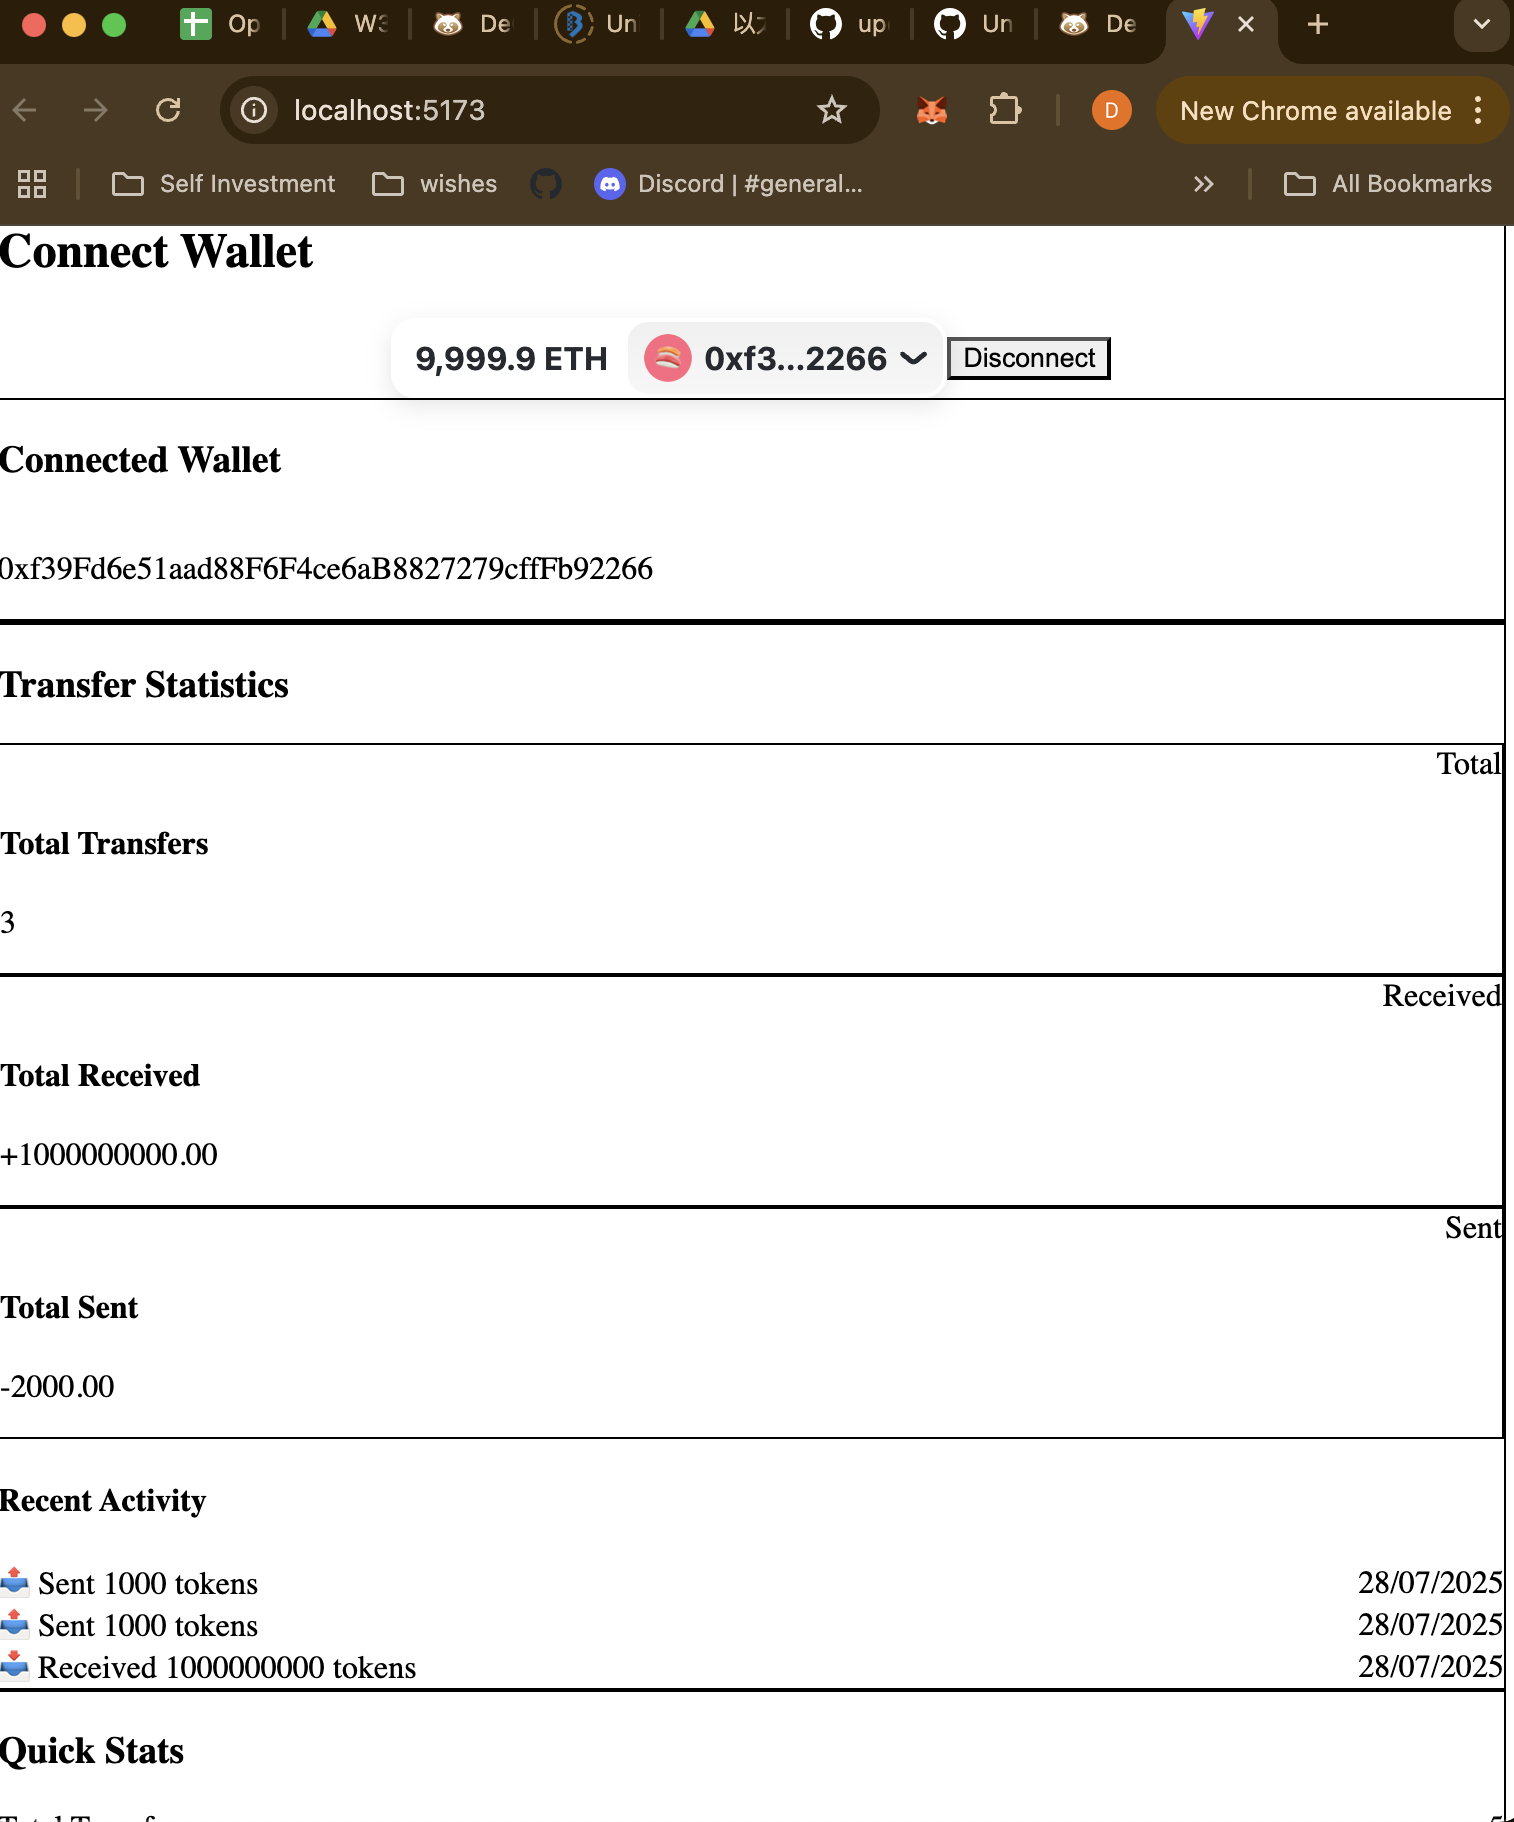 Op
W3
De
Uni
以太
up
Un
De
localhost:5173
D
New Chrome available
Self Investment
wishes
Discord | #general...
All Bookmarks
Connect Wallet
9,999.9 ETH
0xf3...2266
Disconnect
Connected Wallet
0xf39Fd6e51aad88F6F4ce6aB8827279cffFb92266
Transfer Statistics
Total
Total Transfers
3
Received
Total Received
+1000000000.00
Sent
Total Sent
-2000.00
Recent Activity
Sent 1000 tokens 28/07/2025
Sent 1000 tokens 28/07/2025
Received 1000000000 tokens 28/07/2025
Quick Stats